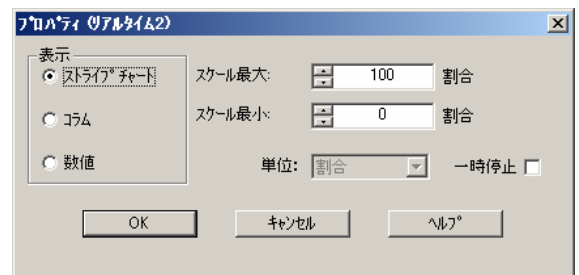 ﾌﾟﾛﾊﾟﾃｨ (ﾘｱﾙﾀｲﾑ2)
表示
ｽﾄﾗｲﾌﾟﾁｬｰﾄ
ｽｹｰﾙ最大: 100 割合
ｺﾗﾑ
ｽｹｰﾙ最小: 0 割合
数値
単位: 割合 一時停止
OK ｷｬﾝｾﾙ ﾍﾙﾌﾟ